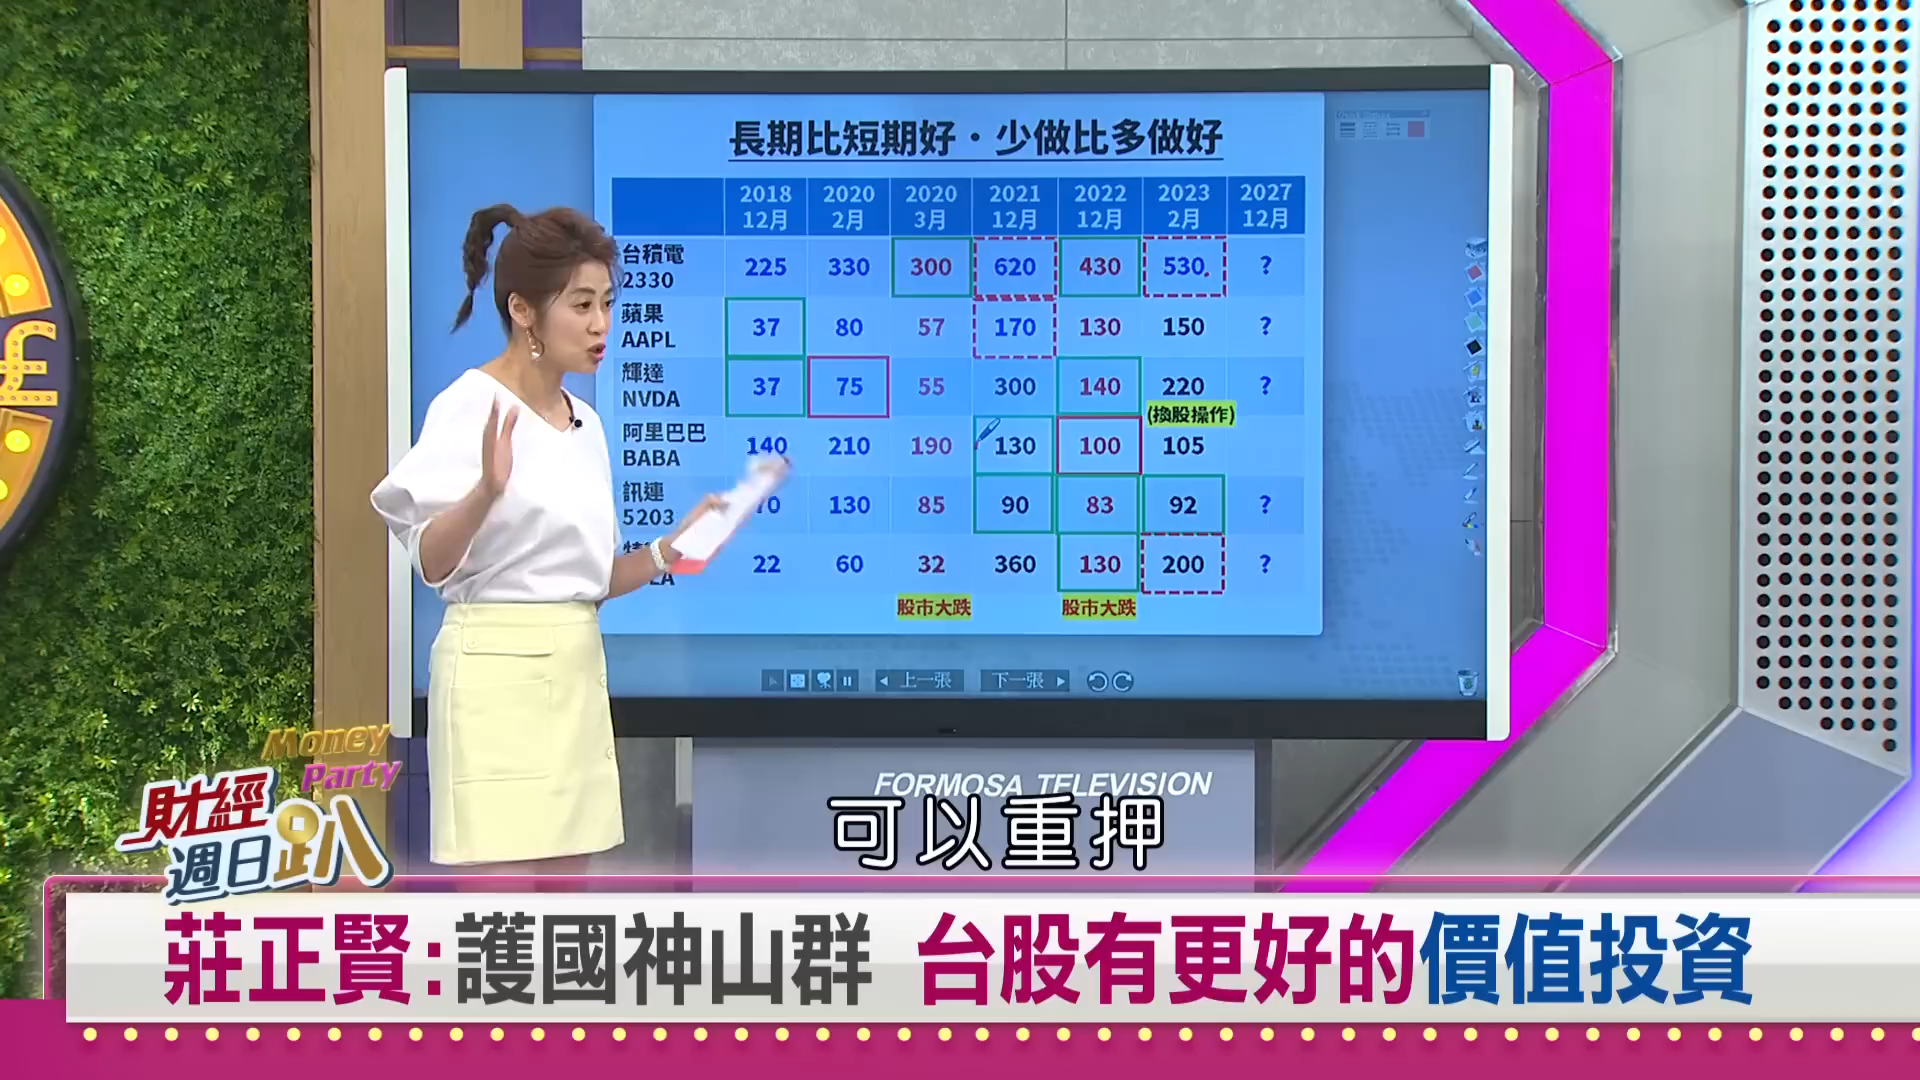 長期比短期好・少做比多做好
2018 12月 2020 2月 2020 3月 2021 12月 2022 12月 2023 2月 2027 12月
台積電 2330 225 330 300 620 430 530 ?
蘋果 AAPL 37 80 57 170 130 150 ?
輝達 NVDA 37 75 55 300 140 220 ?
(換股操作)
阿里巴巴 BABA 140 210 190 130 100 105
訊連 5203 70 130 85 90 83 92 ?
22 60 32 360 130 200 ?
股市大跌 股市大跌
上一張 下一張
FORMOSA TELEVISION
可以重押
Money Party
財經週日趴
莊正賢:護國神山群 台股有更好的價值投資